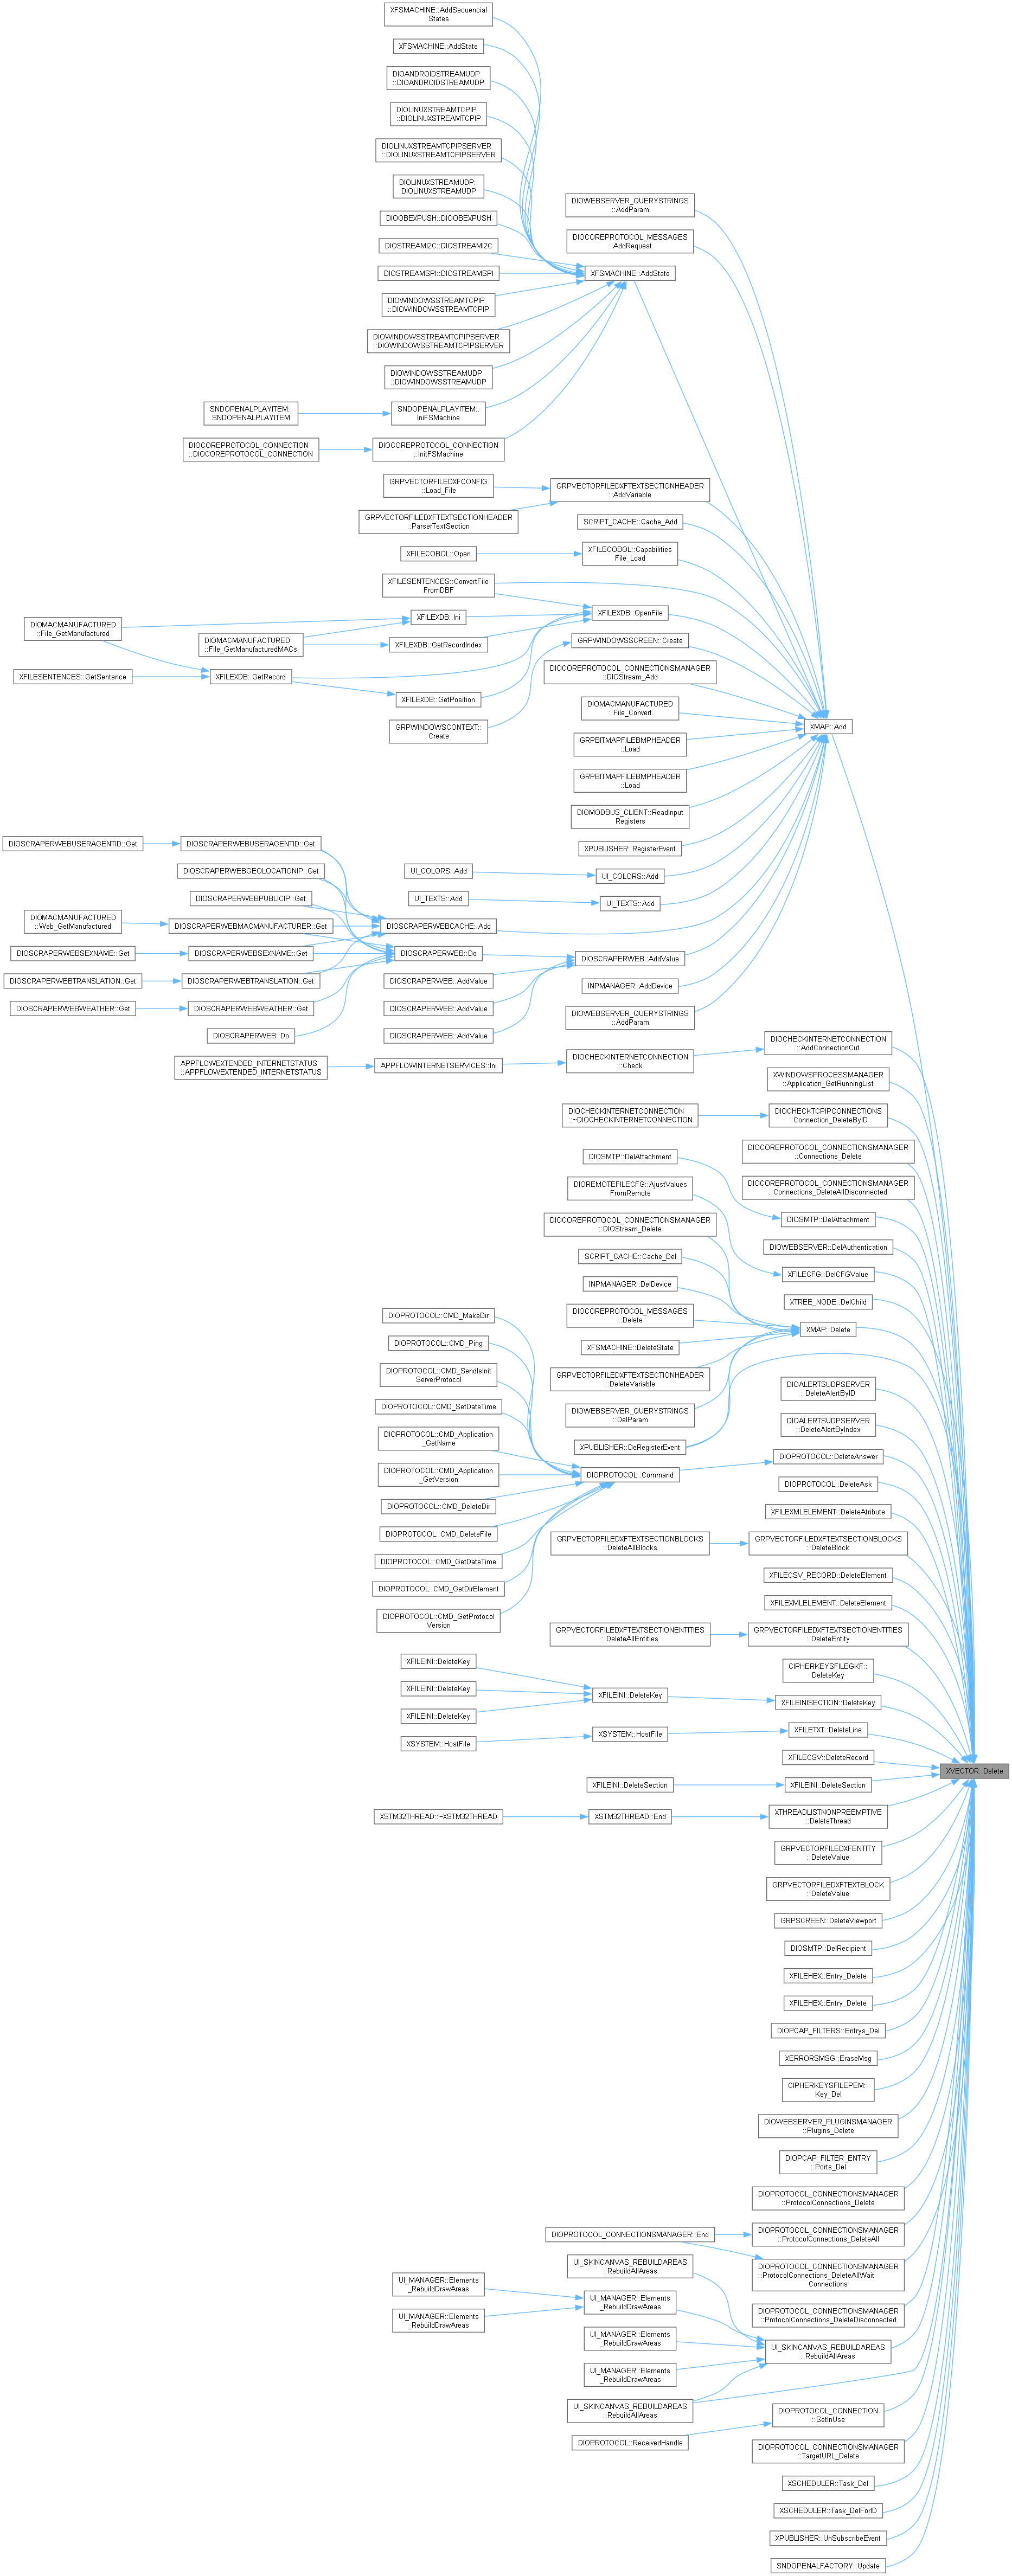 XFSMACHINE::AddSecuencial
States
XFSMACHINE::AddState
DIOANDROIDSTREAMUDP
::DIOANDROIDSTREAMUDP
DIOLINUXSTREAMTCPIP
::DIOLINUXSTREAMTCPIP
DIOLINUXSTREAMTCPIPSERVER
::DIOLINUXSTREAMTCPIPSERVER
DIOLINUXSTREAMUDP::
DIOLINUXSTREAMUDP
DIOOBEXPUSH::DIOOBEXPUSH
DIOSTREAMI2C::DIOSTREAMI2C
DIOSTREAMSPI::DIOSTREAMSPI
DIOWINDOWSSTREAMTCPIP
::DIOWINDOWSSTREAMTCPIP
DIOWINDOWSSTREAMTCPIPSERVER
::DIOWINDOWSSTREAMTCPIPSERVER
DIOWINDOWSSTREAMUDP
::DIOWINDOWSSTREAMUDP
SNDOPENALPLAYITEM::
SNDOPENALPLAYITEM
SNDOPENALPLAYITEM::
IniFSMachine
DIOCOREPROTOCOL_CONNECTION
::DIOCOREPROTOCOL_CONNECTION
DIOCOREPROTOCOL_CONNECTION
::InitFSMachine
DIOWEBSERVER_QUERYSTRINGS
::AddParam
DIOCOREPROTOCOL_MESSAGES
::AddRequest
XFSMACHINE::AddState
GRPVECTORFILEDXFCONFIG
::Load_File
GRPVECTORFILEDXFTEXTSECTIONHEADER
::ParserTextSection
GRPVECTORFILEDXFTEXTSECTIONHEADER
::AddVariable
SCRIPT_CACHE::Cache_Add
XFILECOBOL::Open
XFILECOBOL::Capabilities
File_Load
XFILESENTENCES::ConvertFile
FromDBF
XFILEXDB::OpenFile
XFILEXDB::Ini
DIOMACMANUFACTURED
::File_GetManufactured
DIOMACMANUFACTURED
::File_GetManufacturedMACs
XFILEXDB::GetRecordIndex
XFILESENTENCES::GetSentence
XFILEXDB::GetRecord
XFILEXDB::GetPosition
GRPWINDOWSSCREEN::Create
GRPWINDOWSCONTEXT::
Create
DIOCOREPROTOCOL_CONNECTIONSMANAGER
::DIOStream_Add
DIOMACMANUFACTURED
::File_Convert
XMAP::Add
GRPBITMAPFILEBMPHEADER
::Load
GRPBITMAPFILEBMPHEADER
::Load
DIOMODBUS_CLIENT::ReadInput
Registers
XPUBLISHER::RegisterEvent
UI_COLORS::Add
UI_COLORS::Add
UI_TEXTS::Add
UI_TEXTS::Add
DIOSCRAPERWEBUSERAGENTID::Get
DIOSCRAPERWEBUSERAGENTID::Get
DIOSCRAPERWEBGEOLOCATIONIP::Get
DIOSCRAPERWEBPUBLICIP::Get
DIOMACMANUFACTURED
::Web_GetManufactured
DIOSCRAPERWEBMACMANUFACTURER::Get
DIOSCRAPERWEBCACHE::Add
DIOSCRAPERWEBSEXNAME::Get
DIOSCRAPERWEBSEXNAME::Get
DIOSCRAPERWEB::Do
DIOSCRAPERWEB::AddValue
DIOSCRAPERWEBTRANSLATION::Get
DIOSCRAPERWEBTRANSLATION::Get
DIOSCRAPERWEB::AddValue
DIOSCRAPERWEBWEATHER::Get
DIOSCRAPERWEBWEATHER::Get
DIOSCRAPERWEB::AddValue
DIOSCRAPERWEB::Do
DIOSCRAPERWEB::AddValue
INPMANAGER::AddDevice
DIOWEBSERVER_QUERYSTRINGS
::AddParam
APPFLOWEXTENDED_INTERNETSTATUS
::APPFLOWEXTENDED_INTERNETSTATUS
APPFLOWINTERNETSERVICES::Ini
DIOCHECKINTERNETCONNECTION
::Check
DIOCHECKINTERNETCONNECTION
::AddConnectionCut
XWINDOWSPROCESSMANAGER
::Application_GetRunningList
DIOCHECKINTERNETCONNECTION
::~DIOCHECKINTERNETCONNECTION
DIOCHECKTCPIPCONNECTIONS
::Connection_DeleteByID
DIOCOREPROTOCOL_CONNECTIONSMANAGER
::Connections_Delete
DIOCOREPROTOCOL_CONNECTIONSMANAGER
::Connections_DeleteAllDisconnected
DIOSMTP::DelAttachment
DIOSMTP::DelAttachment
DIOWEBSERVER::DelAuthentication
DIOREMOTEFILECFG::AjustValues
FromRemote
XFILECFG::DelCFGValue
XTREE_NODE::DelChild
DIOCOREPROTOCOL_CONNECTIONSMANAGER
::DIOStream_Delete
SCRIPT_CACHE::Cache_Del
INPMANAGER::DelDevice
DIOCOREPROTOCOL_MESSAGES
::Delete
XMAP::Delete
XFSMACHINE::DeleteState
GRPVECTORFILEDXFTEXTSECTIONHEADER
::DeleteVariable
DIOWEBSERVER_QUERYSTRINGS
::DelParam
XPUBLISHER::DeRegisterEvent
DIOALERTSUDPSERVER
::DeleteAlertByID
DIOALERTSUDPSERVER
::DeleteAlertByIndex
DIOPROTOCOL::CMD_MakeDir
DIOPROTOCOL::CMD_Ping
DIOPROTOCOL::CMD_SendIsInit
ServerProtocol
DIOPROTOCOL::CMD_SetDateTime
DIOPROTOCOL::CMD_Application
_GetName
DIOPROTOCOL::CMD_Application
_GetVersion
DIOPROTOCOL::CMD_DeleteDir
DIOPROTOCOL::CMD_DeleteFile
DIOPROTOCOL::CMD_GetDateTime
DIOPROTOCOL::CMD_GetDirElement
DIOPROTOCOL::CMD_GetProtocol
Version
DIOPROTOCOL::Command
DIOPROTOCOL::DeleteAnswer
DIOPROTOCOL::DeleteAsk
XFILEXMLELEMENT::DeleteAtribute
GRPVECTORFILEDXFTEXTSECTIONBLOCKS
::DeleteAllBlocks
GRPVECTORFILEDXFTEXTSECTIONBLOCKS
::DeleteBlock
XFILECSV_RECORD::DeleteElement
XFILEXMLELEMENT::DeleteElement
GRPVECTORFILEDXFTEXTSECTIONENTITIES
::DeleteAllEntities
GRPVECTORFILEDXFTEXTSECTIONENTITIES
::DeleteEntity
CIPHERKEYSFILEGKF::
DeleteKey
XFILEINI::DeleteKey
XFILEINI::DeleteKey
XFILEINI::DeleteKey
XFILEINI::DeleteKey
XFILEINISECTION::DeleteKey
XSYSTEM::HostFile
XSYSTEM::HostFile
XFILETXT::DeleteLine
XFILECSV::DeleteRecord
XVECTOR::Delete
XFILEINI::DeleteSection
XFILEINI::DeleteSection
XSTM32THREAD::~XSTM32THREAD
XSTM32THREAD::End
XTHREADLISTNONPREEMPTIVE
::DeleteThread
GRPVECTORFILEDXFENTITY
::DeleteValue
GRPVECTORFILEDXFTEXTBLOCK
::DeleteValue
GRPSCREEN::DeleteViewport
DIOSMTP::DelRecipient
XFILEHEX::Entry_Delete
XFILEHEX::Entry_Delete
DIOPCAP_FILTERS::Entrys_Del
XERRORSMSG::EraseMsg
CIPHERKEYSFILEPEM::
Key_Del
DIOWEBSERVER_PLUGINSMANAGER
::Plugins_Delete
DIOPCAP_FILTER_ENTRY
::Ports_Del
DIOPROTOCOL_CONNECTIONSMANAGER
::ProtocolConnections_Delete
DIOPROTOCOL_CONNECTIONSMANAGER::End
DIOPROTOCOL_CONNECTIONSMANAGER
::ProtocolConnections_DeleteAll
DIOPROTOCOL_CONNECTIONSMANAGER
::ProtocolConnections_DeleteAllWait
Connections
DIOPROTOCOL_CONNECTIONSMANAGER
::ProtocolConnections_DeleteDisconnected
UI_SKINCANVAS_REBUILDAREAS
::RebuildAllAreas
UI_MANAGER::Elements
_RebuildDrawAreas
UI_MANAGER::Elements
_RebuildDrawAreas
UI_MANAGER::Elements
_RebuildDrawAreas
UI_MANAGER::Elements
_RebuildDrawAreas
UI_MANAGER::Elements
_RebuildDrawAreas
UI_SKINCANVAS_REBUILDAREAS
::RebuildAllAreas
UI_SKINCANVAS_REBUILDAREAS
::RebuildAllAreas
DIOPROTOCOL::ReceivedHandle
DIOPROTOCOL_CONNECTION
::SetInUse
DIOPROTOCOL_CONNECTIONSMANAGER
::TargetURL_Delete
XSCHEDULER::Task_Del
XSCHEDULER::Task_DelForID
XPUBLISHER::UnSubscribeEvent
SNDOPENALFACTORY::Update